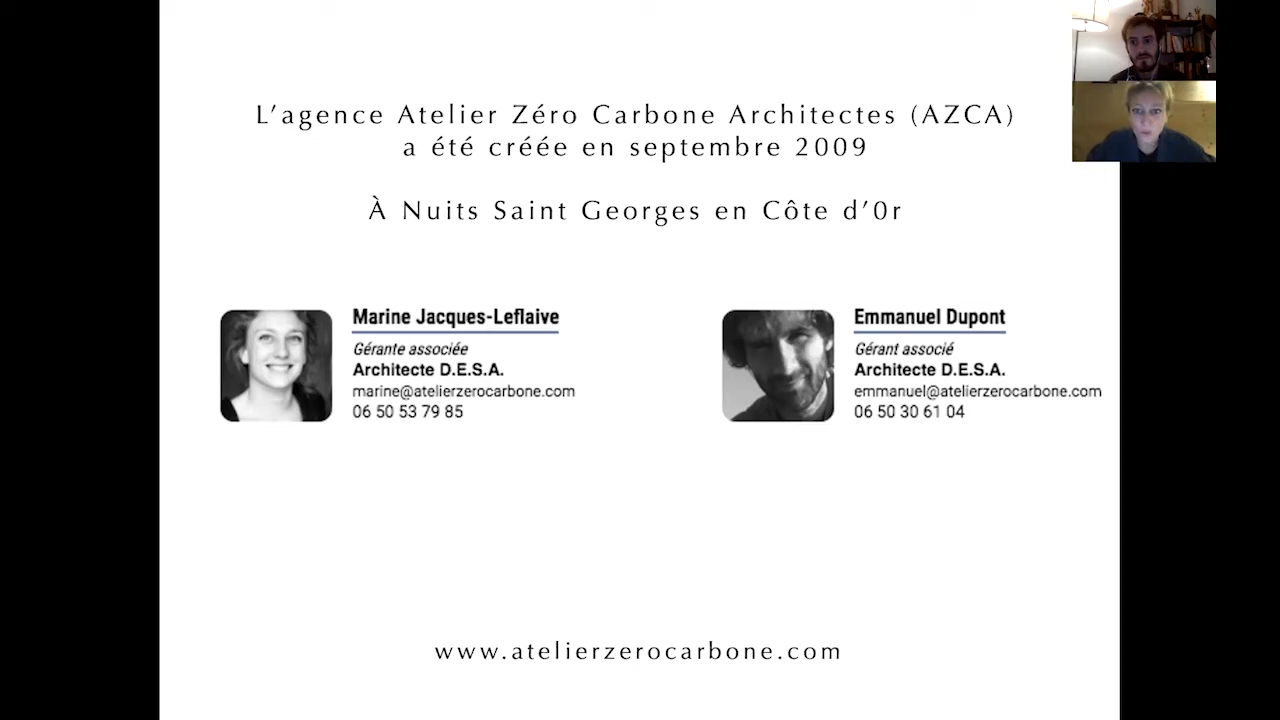 L'agence Atelier Zéro Carbone Architectes (AZCA)
a été créée en septembre 2009
À Nuits Saint Georges en Côte d'0r
Marine Jacques-Leflaive
Gérante associée
Architecte D.E.S.A.
marine@atelierzerocarbone.com
06 50 53 79 85
Emmanuel Dupont
Gérant associé
Architecte D.E.S.A.
emmanuel@atelierzerocarbone.com
06 50 30 61 04
www.atelierzerocarbone.com